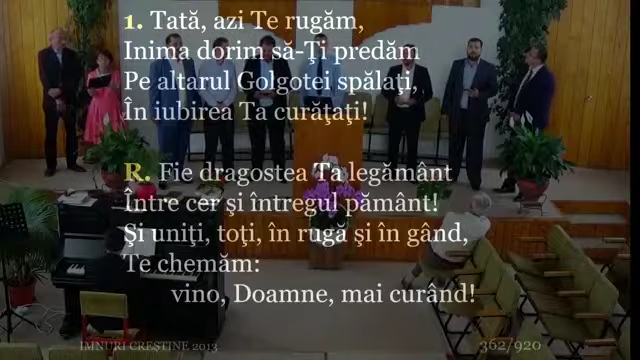 1. Tată, azi Te rugăm,
Inima dorim să-Ţi predăm
Pe altarul Golgotei spălaţi,
În iubirea Ta curăţaţi!
R. Fie dragostea Ta legământ
Între cer şi întregul pământ!
Şi uniţi, toţi, în rugă şi în gând,
Te chemăm:
vino, Doamne, mai curând!
IMNURI CREŞTINE 2013
362/920